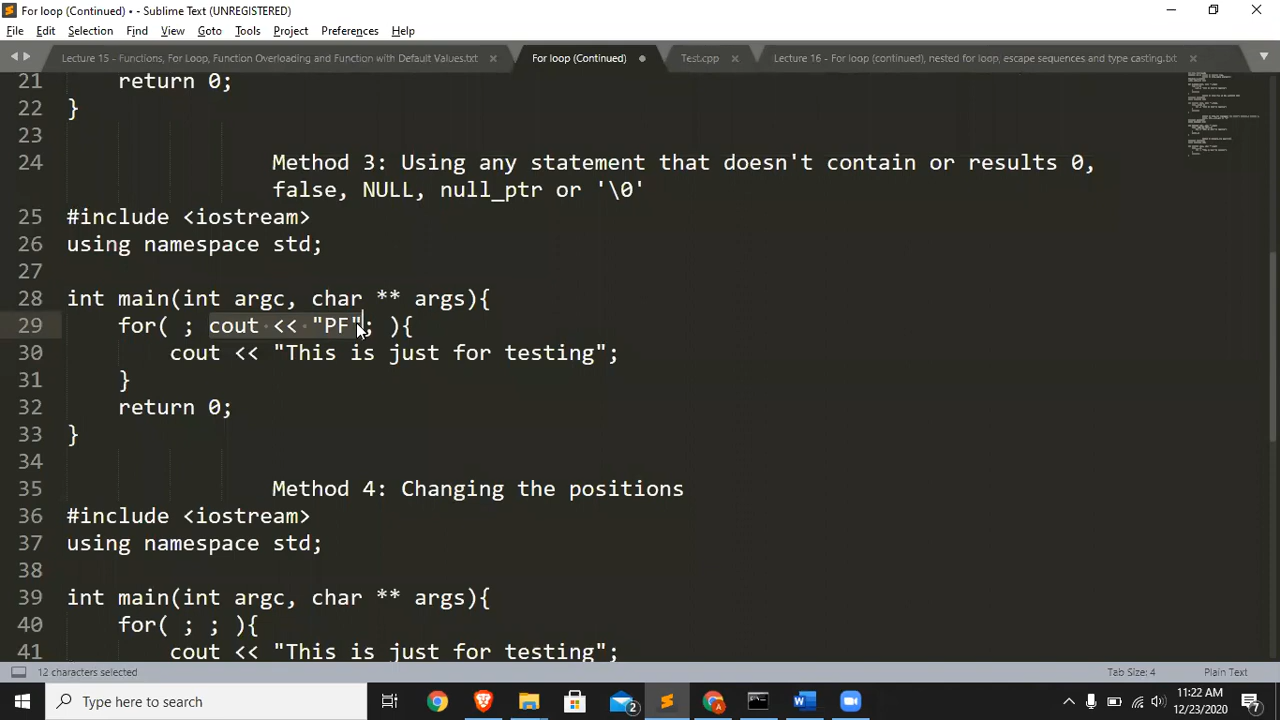 For loop (Continued) • - Sublime Text (UNREGISTERED)
File Edit Selection Find View Goto Tools Project Preferences Help
Lecture 15 - Functions, For Loop, Function Overloading and Function with Default Values.txt For loop (Continued) Test.cpp Lecture 16 - For loop (continued), nested for loop, escape sequences and type casting.txt
21 return 0;
22 }
23
24 Method 3: Using any statement that doesn't contain or results 0,
false, NULL, null_ptr or '\0'
25 #include <iostream>
26 using namespace std;
27
28 int main(int argc, char ** args){
29 for( ; cout << "PF"; ){
30 cout << "This is just for testing";
31 }
32 return 0;
33 }
34
35 Method 4: Changing the positions
36 #include <iostream>
37 using namespace std;
38
39 int main(int argc, char ** args){
40 for( ; ; ){
41 cout << "This is just for testing";
12 characters selected Tab Size: 4 Plain Text
Type here to search 2 11:22 AM
12/23/2020 7